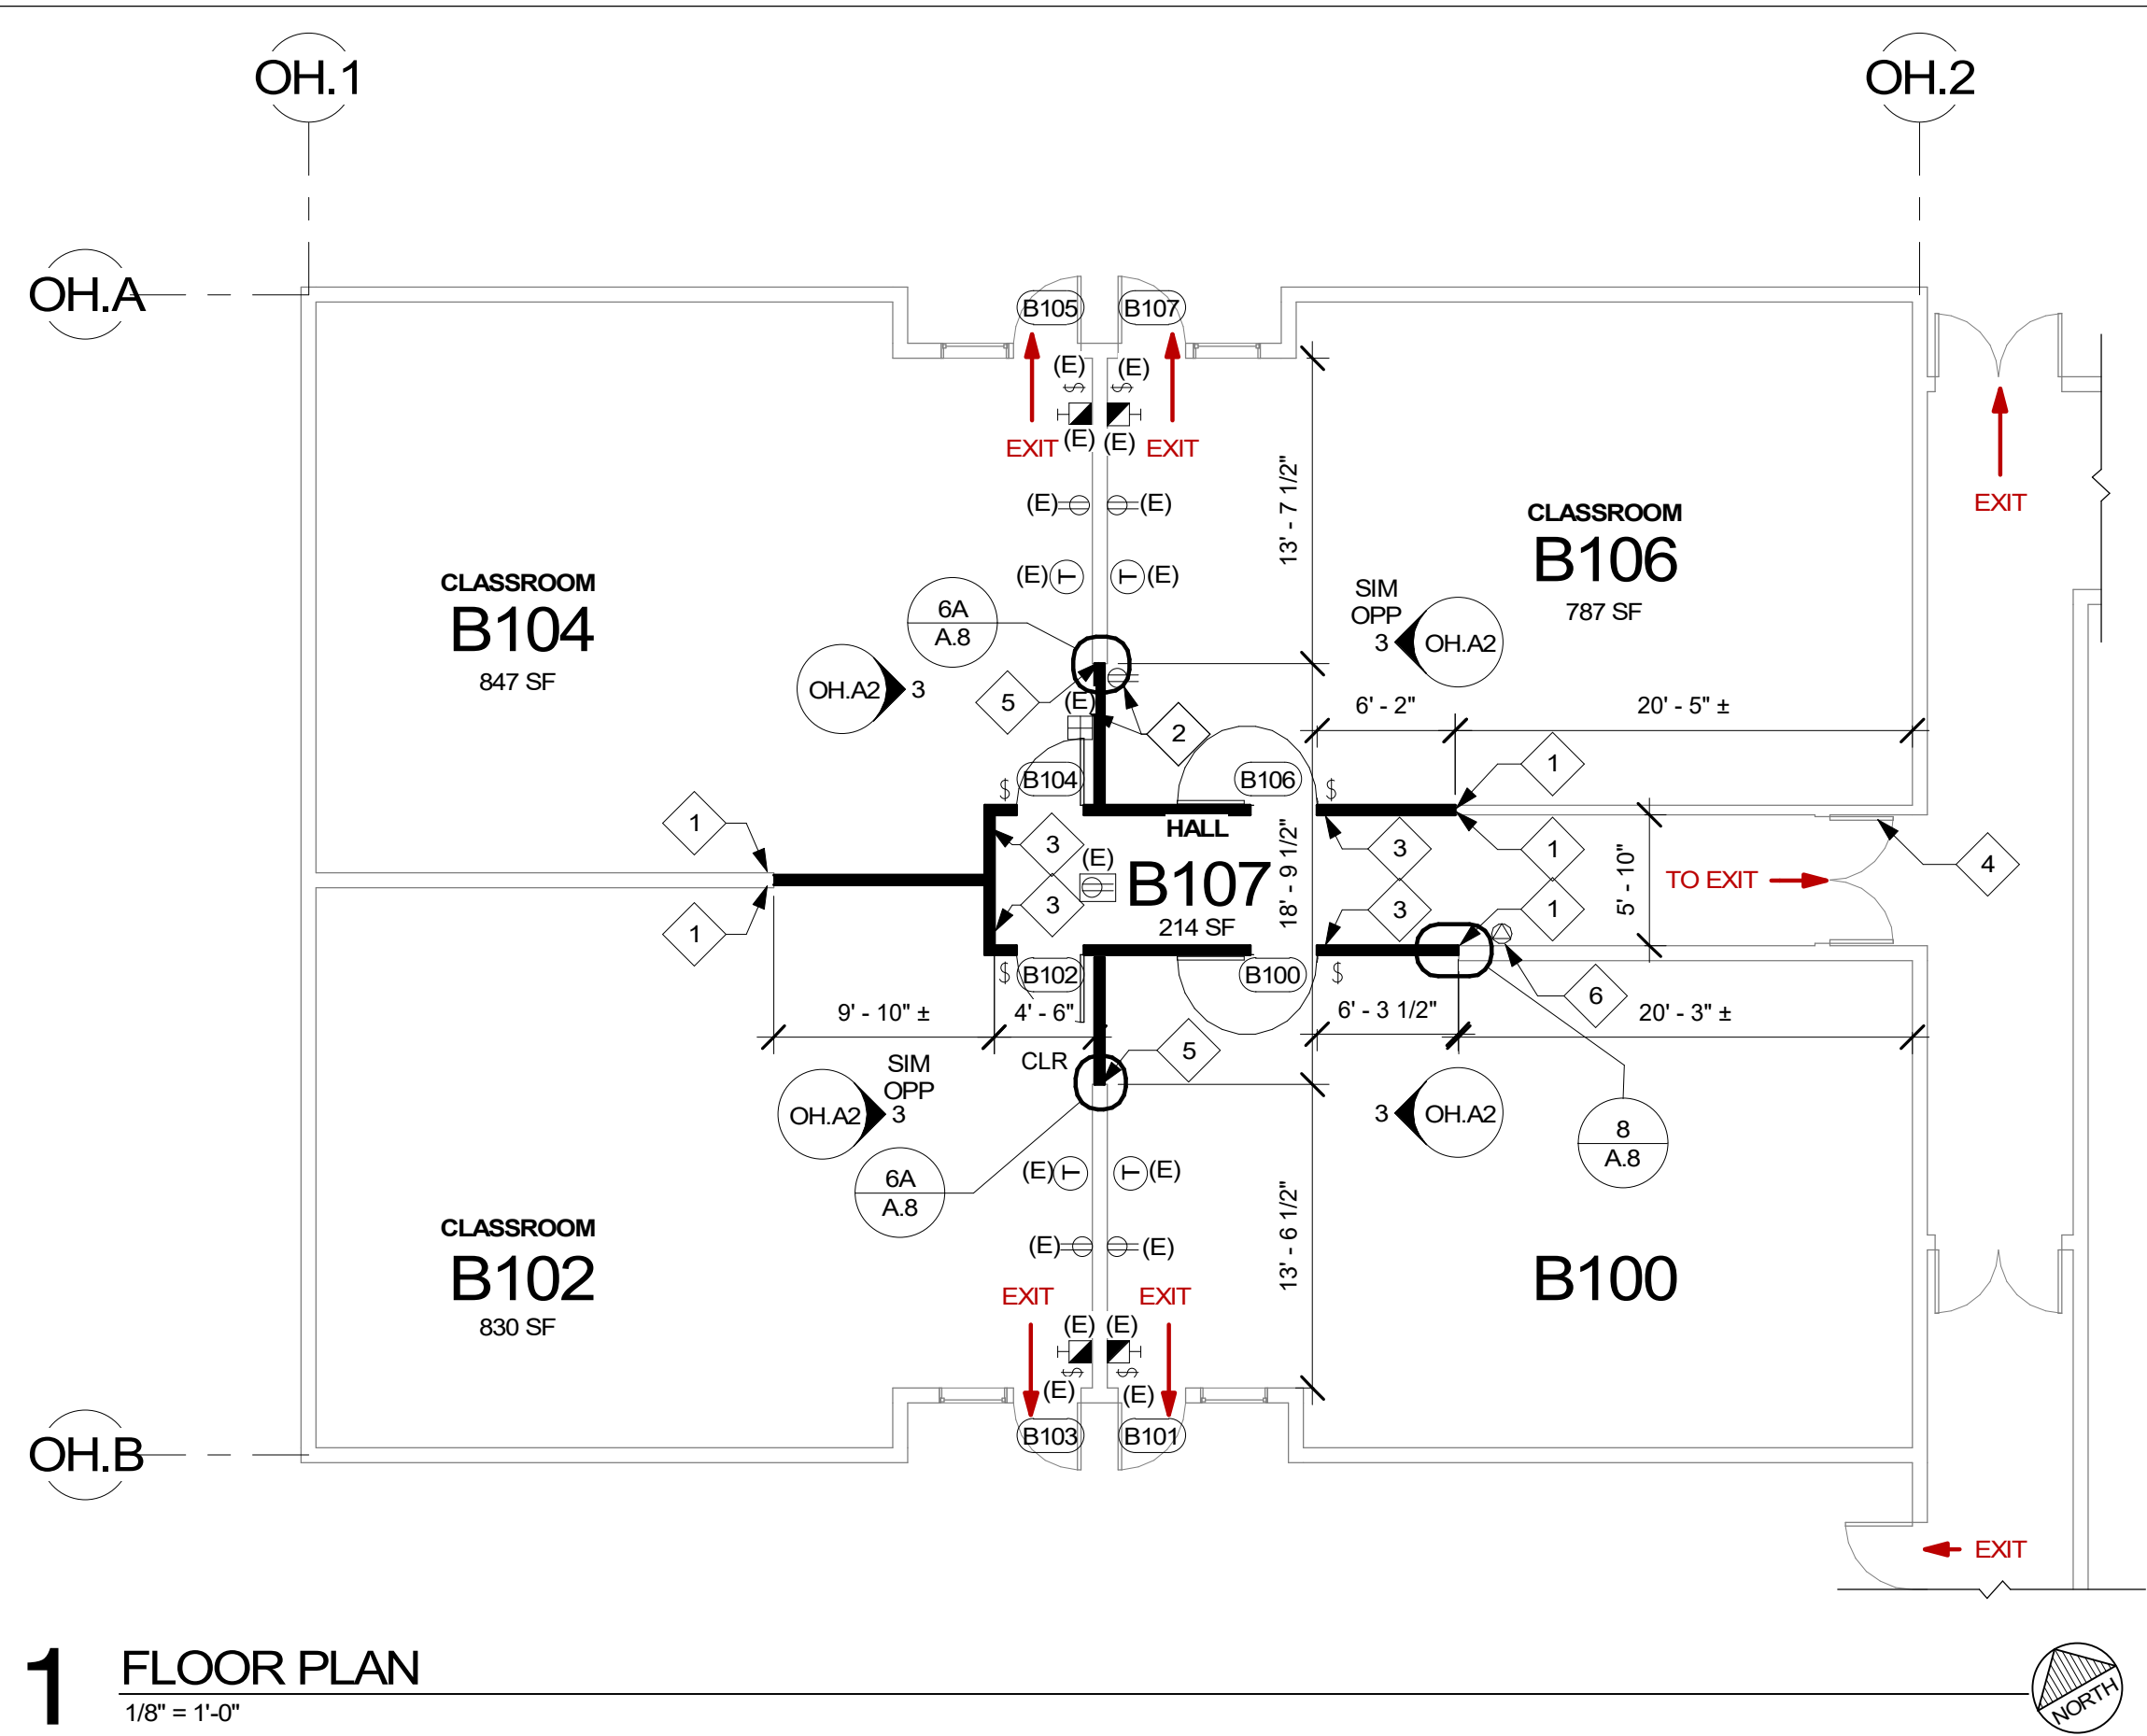 OH.1
OH.2
OH.A
B105
B107
(E)
(E)
EXIT
(E)
(E)
EXIT
13' - 7 1/2"
EXIT
(E)
(E)
CLASSROOM
B106
787 SF
CLASSROOM
B104
847 SF
(E)
T
T
(E)
6A
A.8
SIM
OPP
3
OH.A2
OH.A2
3
5
(E)
2
6' - 2"
20' - 5" ±
B104
B106
1
$
$
1
HALL
3
3
1
4
(E)
B107
214 SF
18' - 9 1/2"
5' - 10"
TO EXIT
3
3
1
1
$
B102
B100
$
6
9' - 10" ±
4' - 6"
6' - 3 1/2"
20' - 3" ±
CLR
5
SIM
OPP
OH.A2
3
3
OH.A2
8
A.8
6A
A.8
(E)
T
T
(E)
CLASSROOM
B102
830 SF
(E)
(E)
13' - 6 1/2"
B100
EXIT
EXIT
(E)
(E)
(E)
(E)
B103
B101
OH.B
EXIT
1
FLOOR PLAN
1/8" = 1'-0"
NORTH